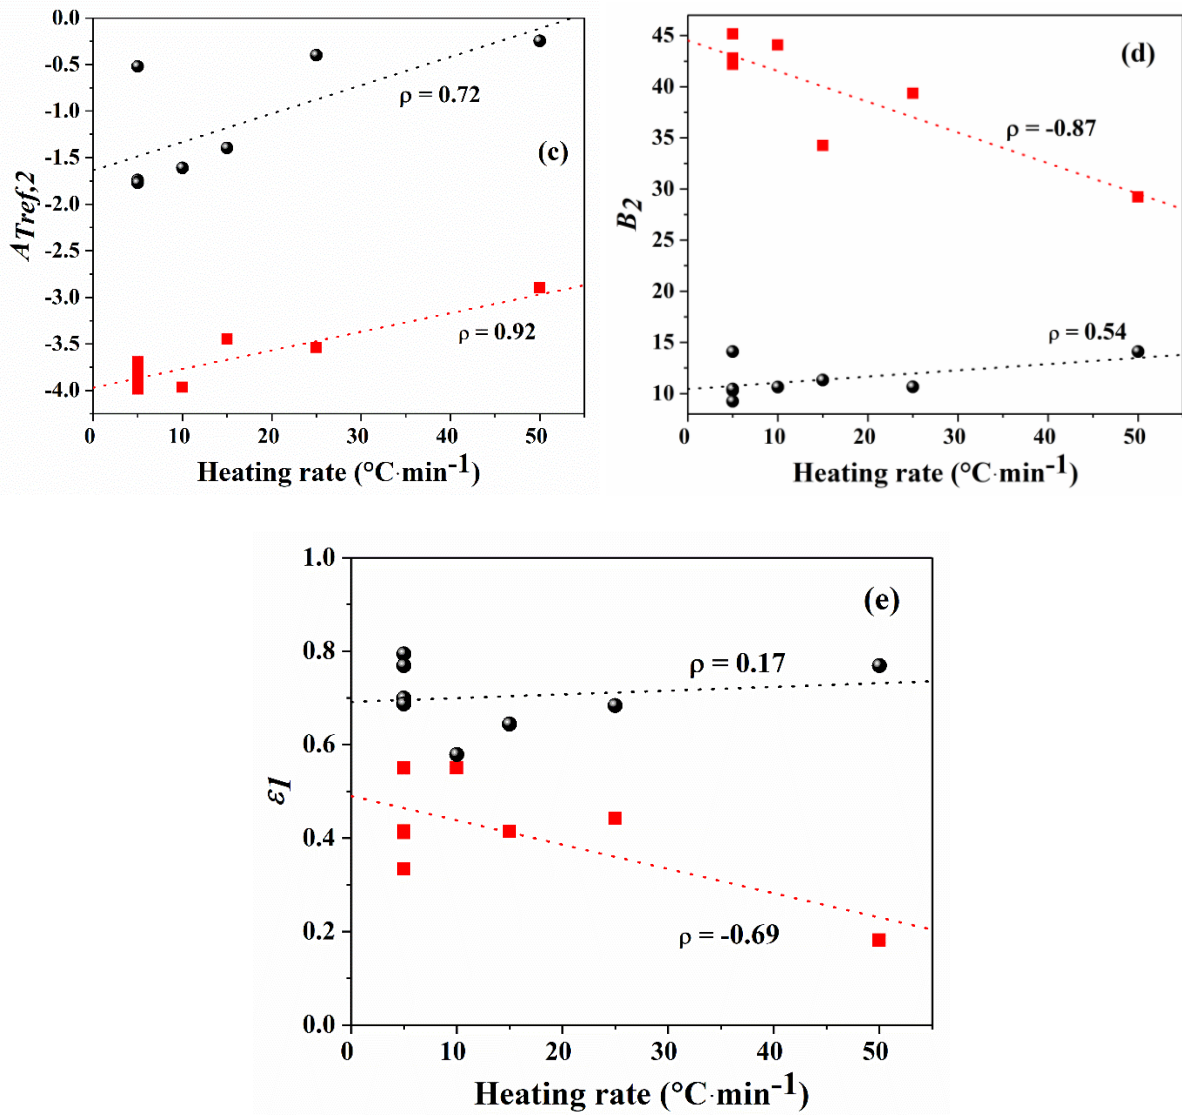 0.0
-0.5
-1.0
-1.5
-2.0
-2.5
-3.0
-3.5
-4.0
A_Tref,2
ρ = 0.72
(c)
ρ = 0.92
0 10 20 30 40 50
Heating rate (°C·min⁻¹)
45
40
35
30
25
20
15
10
B_2
(d)
ρ = -0.87
ρ = 0.54
0 10 20 30 40 50
Heating rate (°C·min⁻¹)
1.0
0.8
0.6
0.4
0.2
0.0
ε_1
(e)
ρ = 0.17
ρ = -0.69
0 10 20 30 40 50
Heating rate (°C·min⁻¹)